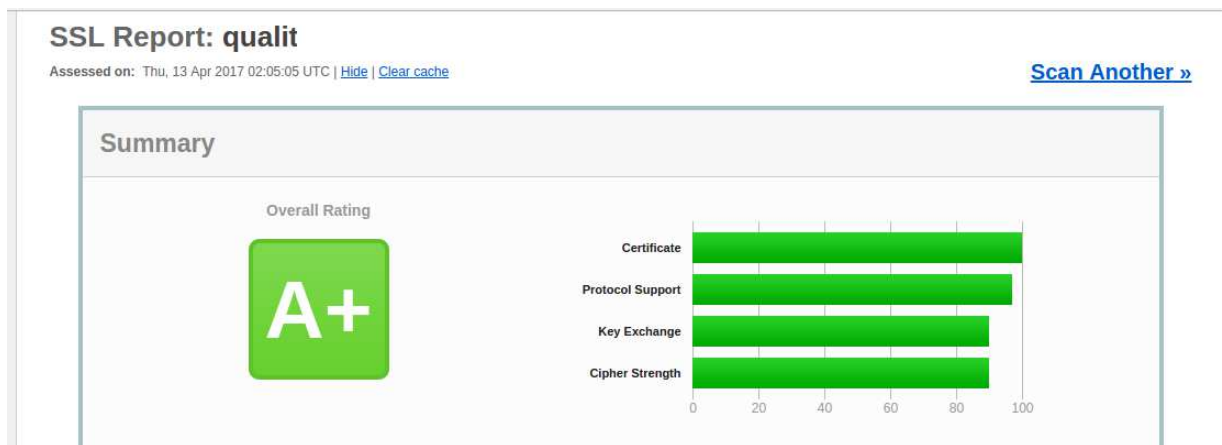 SSL Report: qualit
Assessed on: Thu, 13 Apr 2017 02:05:05 UTC | Hide | Clear cache
Scan Another »
Summary
Overall Rating
A+
Certificate
Protocol Support
Key Exchange
Cipher Strength
0 20 40 60 80 100